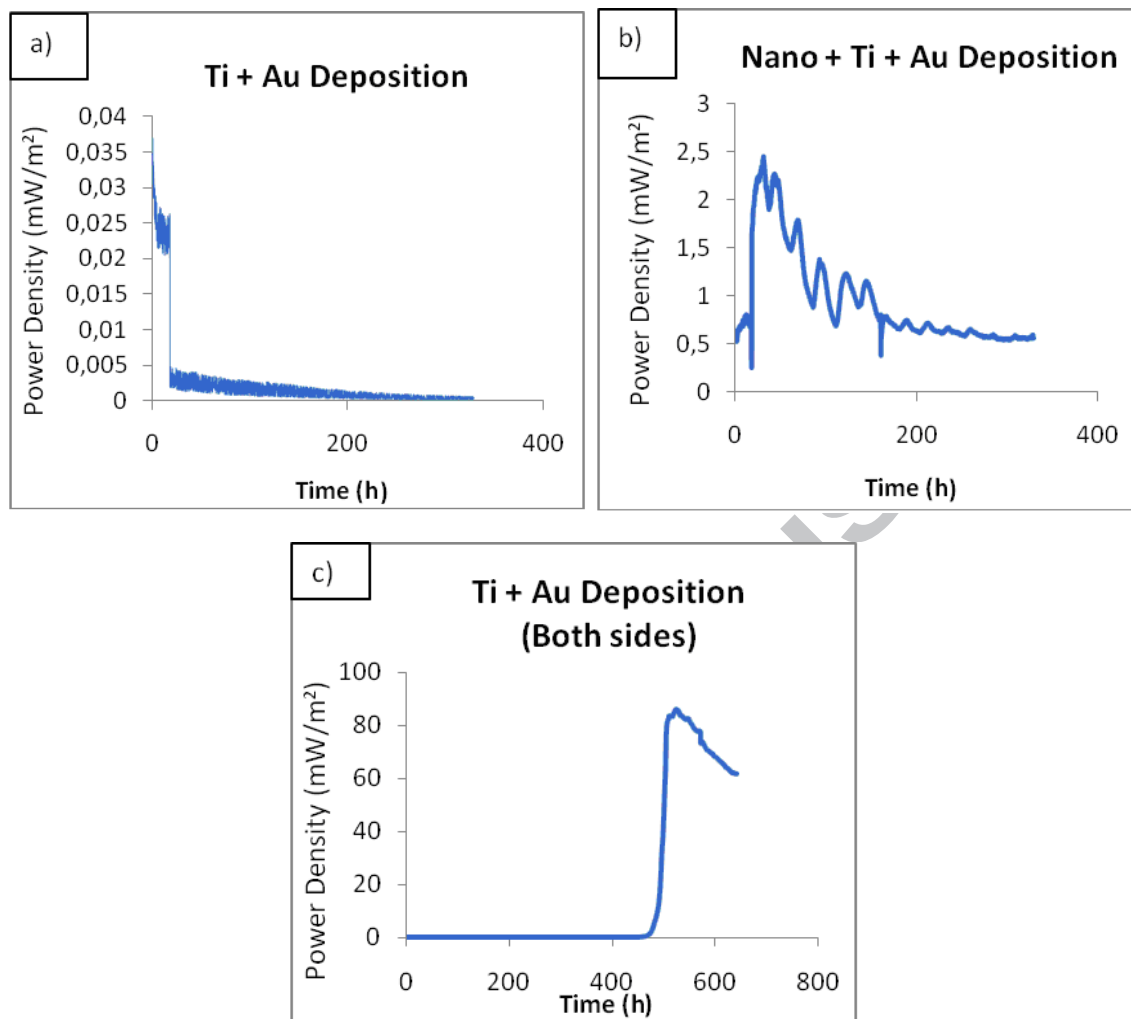 a)
Ti + Au Deposition
Power Density (mW/m²)
0,04
0,035
0,03
0,025
0,02
0,015
0,01
0,005
0
0
200
400
Time (h)
b)
Nano + Ti + Au Deposition
Power Density (mW/m²)
3
2,5
2
1,5
1
0,5
0
0
200
400
Time (h)
c)
Ti + Au Deposition
(Both sides)
Power Density (mW/m²)
100
80
60
40
20
0
0
200
400
600
800
Time (h)